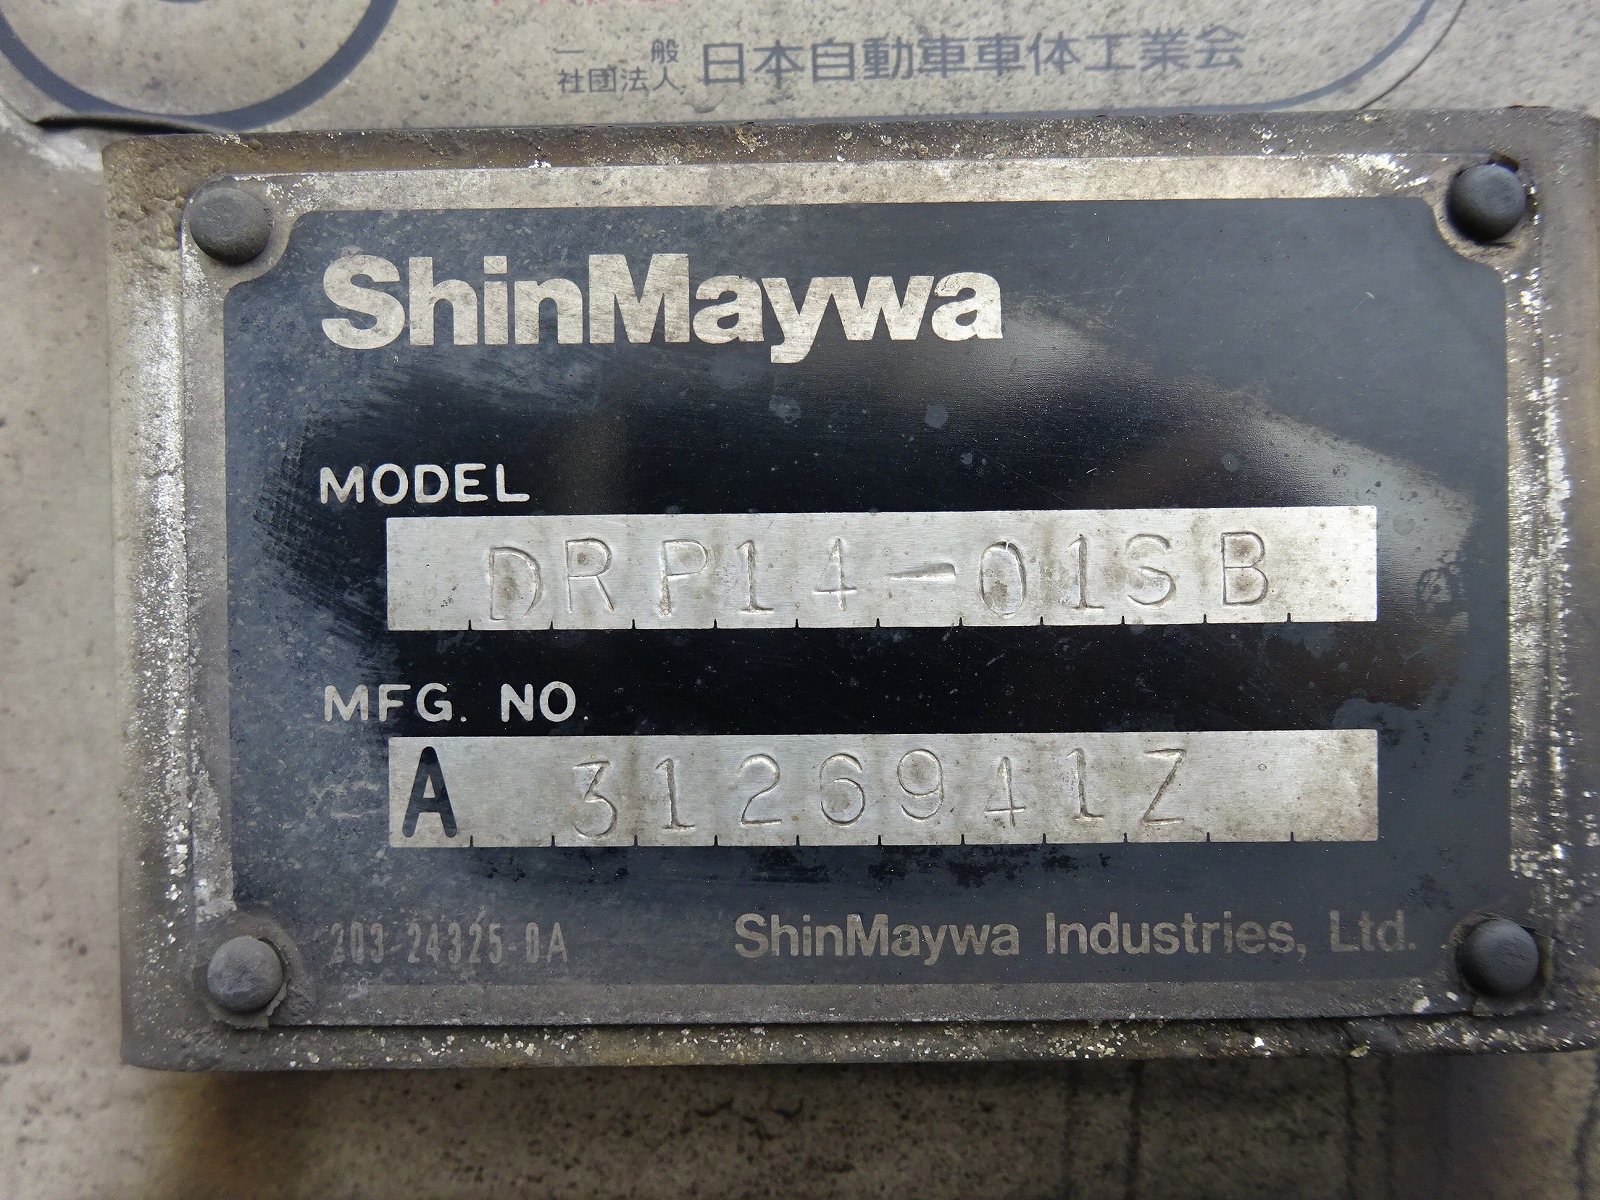 一般
社団法人 日本自動車車体工業会
ShinMaywa
MODEL
DRP14-01SB
MFG. NO.
A 3126941Z
203-24325-0A
ShinMaywa Industries, Ltd.